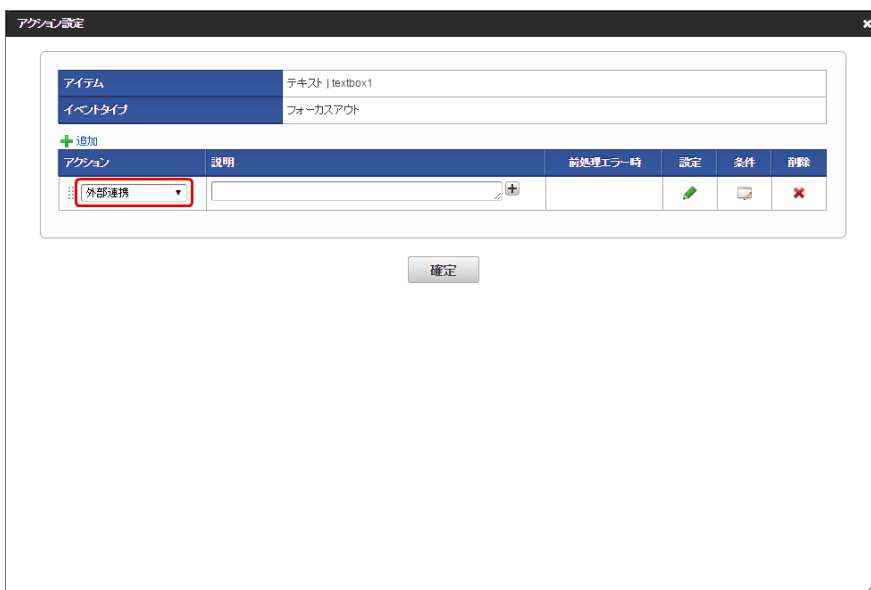 アクション設定
アイテム テキスト | textbox1
イベントタイプ フォーカスアウト
追加
アクション 説明 前処理エラー時 設定 条件 削除
外部連携
確定